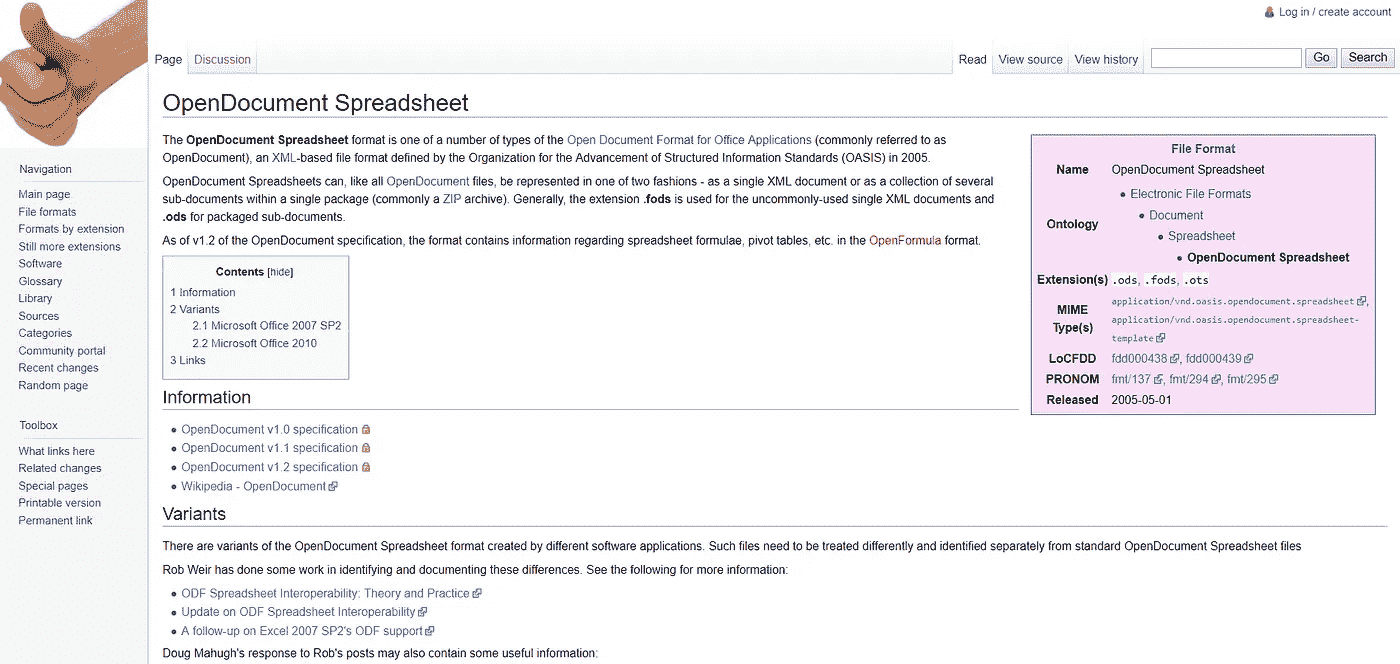 Log in / create account
Page
Discussion
Read
View source
View history
Go
Search
OpenDocument Spreadsheet
The OpenDocument Spreadsheet format is one of a number of types of the Open Document Format for Office Applications (commonly referred to as
OpenDocument), an XML-based file format defined by the Organization for the Advancement of Structured Information Standards (OASIS) in 2005.
OpenDocument Spreadsheets can, like all OpenDocument files, be represented in one of two fashions - as a single XML document or as a collection of several
sub-documents within a single package (commonly a ZIP archive). Generally, the extension .fods is used for the uncommonly-used single XML documents and
.ods for packaged sub-documents.
As of v1.2 of the OpenDocument specification, the format contains information regarding spreadsheet formulae, pivot tables, etc. in the OpenFormula format.
File Format
Name OpenDocument Spreadsheet
Ontology
Electronic File Formats
Document
Spreadsheet
OpenDocument Spreadsheet
Extension(s) .ods, .fods, .ots
MIME
Type(s)
application/vnd.oasis.opendocument.spreadsheet,
application/vnd.oasis.opendocument.spreadsheet-
template
LoCFDD fdd000438, fdd000439
PRONOM fmt/137, fmt/294, fmt/295
Released 2005-05-01
Contents [hide]
1 Information
2 Variants
2.1 Microsoft Office 2007 SP2
2.2 Microsoft Office 2010
3 Links
Information
OpenDocument v1.0 specification
OpenDocument v1.1 specification
OpenDocument v1.2 specification
Wikipedia - OpenDocument
Variants
There are variants of the OpenDocument Spreadsheet format created by different software applications. Such files need to be treated differently and identified separately from standard OpenDocument Spreadsheet files
Rob Weir has done some work in identifying and documenting these differences. See the following for more information:
ODF Spreadsheet Interoperability: Theory and Practice
Update on ODF Spreadsheet Interoperability
A follow-up on Excel 2007 SP2's ODF support
Doug Mahugh's response to Rob's posts may also contain some useful information:
Navigation
Main page
File formats
Formats by extension
Still more extensions
Software
Glossary
Library
Sources
Categories
Community portal
Recent changes
Random page
Toolbox
What links here
Related changes
Special pages
Printable version
Permanent link